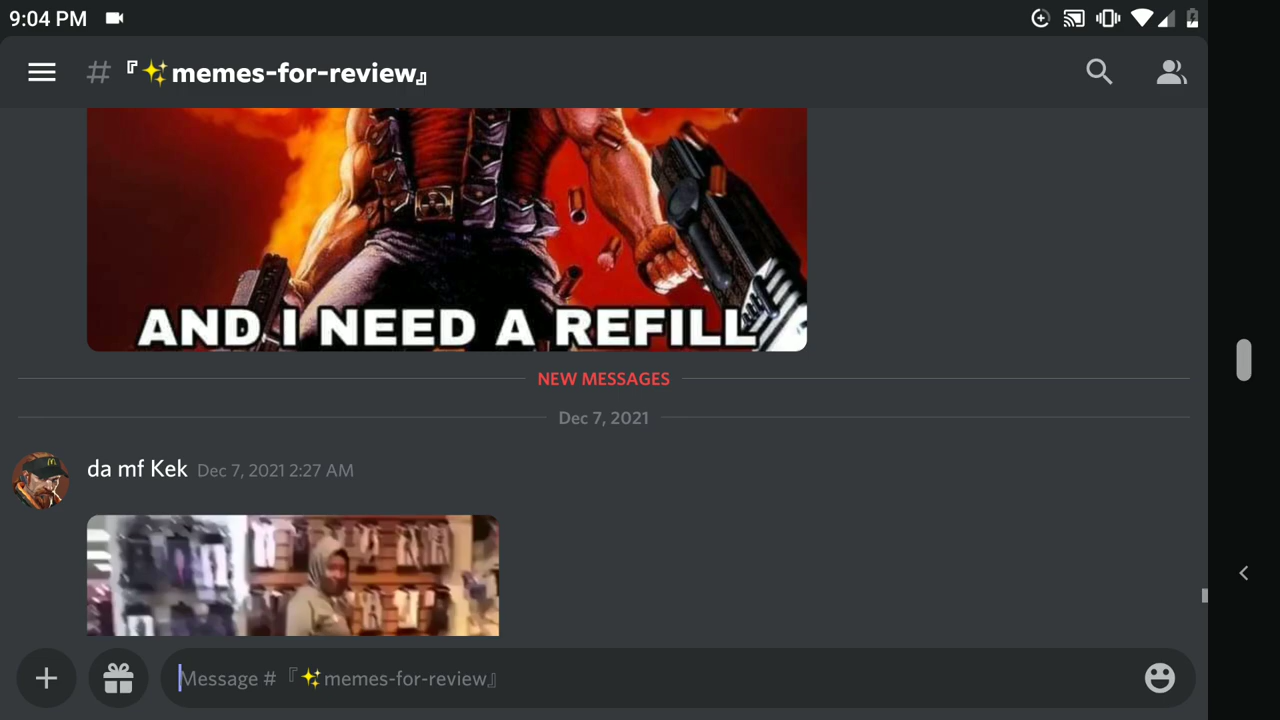 9:04 PM
# 『✨memes-for-review』
AND I NEED A REFILL
NEW MESSAGES
Dec 7, 2021
da mf Kek Dec 7, 2021 2:27 AM
Message # 『✨memes-for-review』